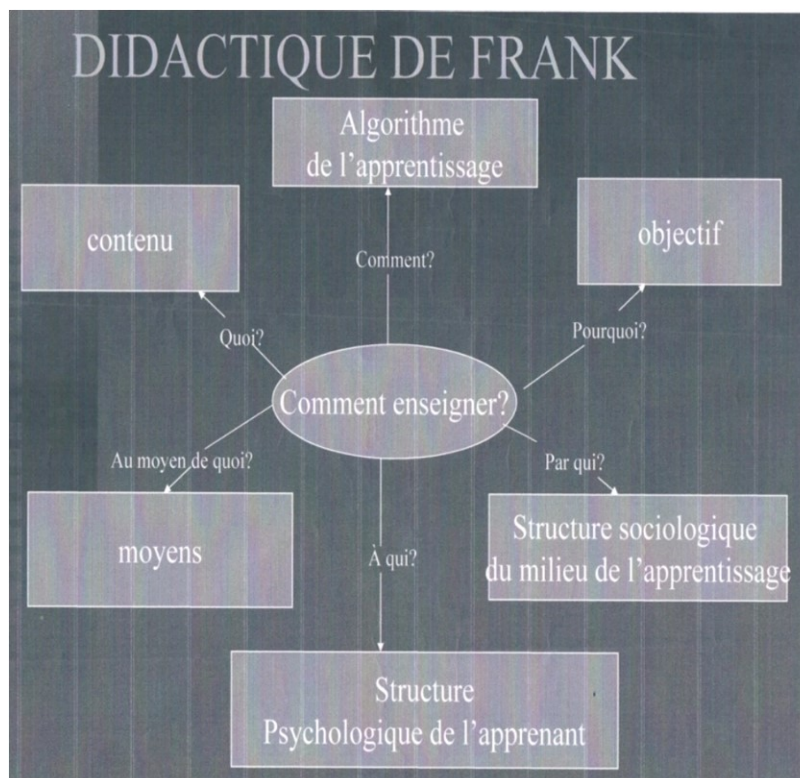 DIDACTIQUE DE FRANK
Algorithme
de l'apprentissage
contenu
objectif
Comment?
Quoi?
Pourquoi?
Comment enseigner?
Au moyen de quoi?
Par qui?
moyens
Structure sociologique
du milieu de l'apprentissage
À qui?
Structure
Psychologique de l'apprenant